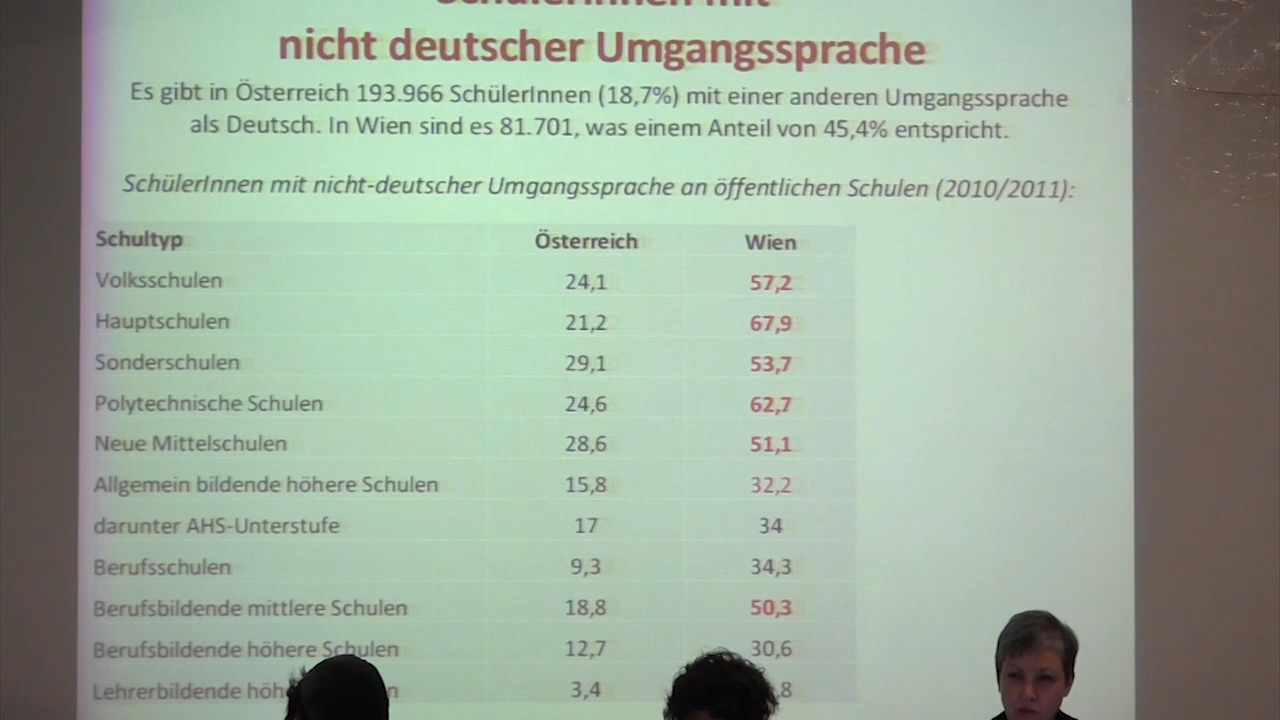 nicht deutscher Umgangssprache
Es gibt in Österreich 193.966 SchülerInnen (18,7%) mit einer anderen Umgangssprache
als Deutsch. In Wien sind es 81.701, was einem Anteil von 45,4% entspricht.
SchülerInnen mit nicht-deutscher Umgangssprache an öffentlichen Schulen (2010/2011):
Schultyp Österreich Wien
Volksschulen 24,1 57,2
Hauptschulen 21,2 67,9
Sonderschulen 29,1 53,7
Polytechnische Schulen 24,6 62,7
Neue Mittelschulen 28,6 51,1
Allgemein bildende höhere Schulen 15,8 32,2
darunter AHS-Unterstufe 17 34
Berufsschulen 9,3 34,3
Berufsbildende mittlere Schulen 18,8 50,3
Berufsbildende höhere Schulen 12,7 30,6
Lehrerbildende 3,4